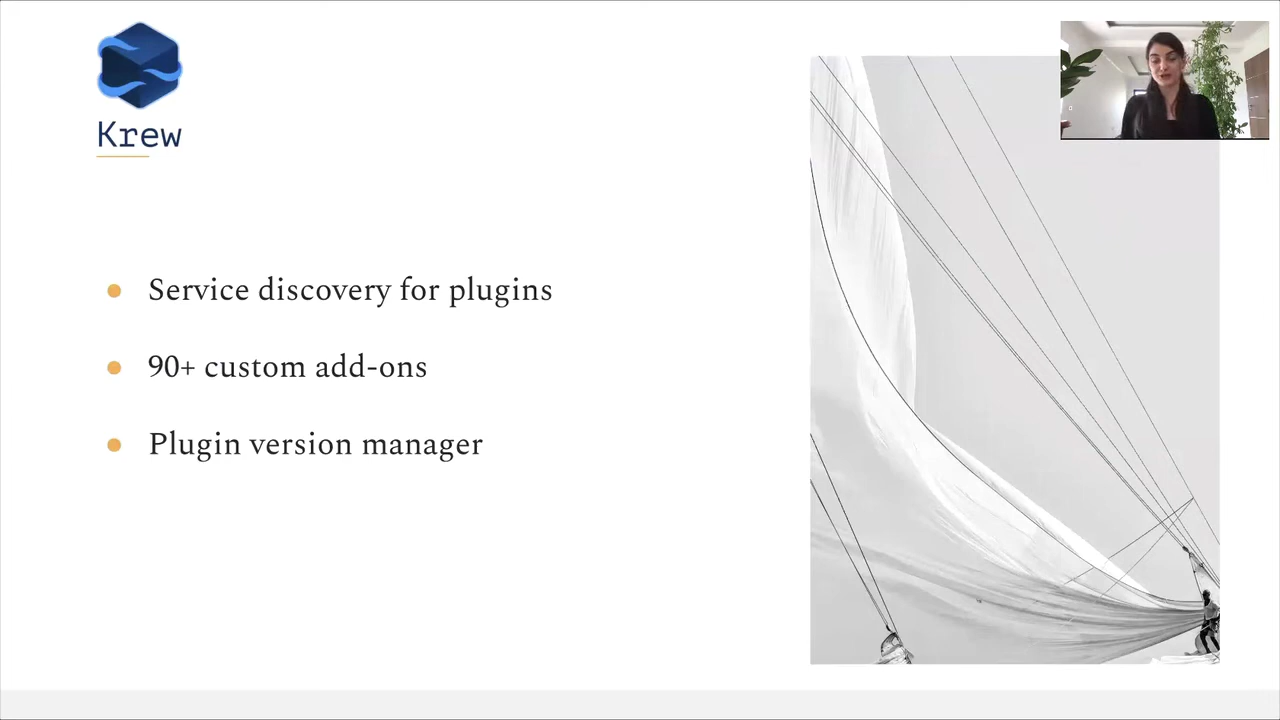 Krew
Service discovery for plugins
90+ custom add-ons
Plugin version manager